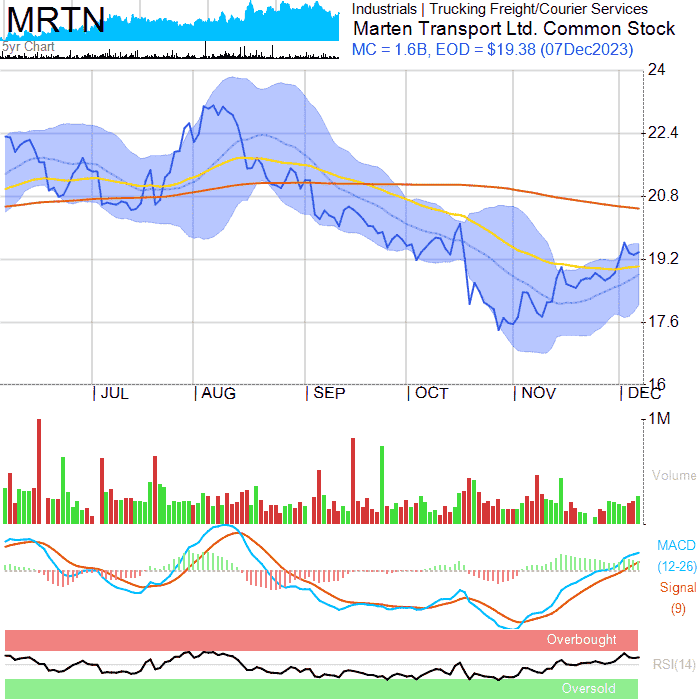 MRTN
5yr Chart
Industrials | Trucking Freight/Courier Services
Marten Transport Ltd. Common Stock
MC = 1.6B, EOD = $19.38 (07Dec2023)
24
22.4
20.8
19.2
17.6
16
JUL
AUG
SEP
OCT
NOV
DEC
1M
Volume
MACD
(12-26)
Signal
(9)
Overbought
RSI(14)
Oversold